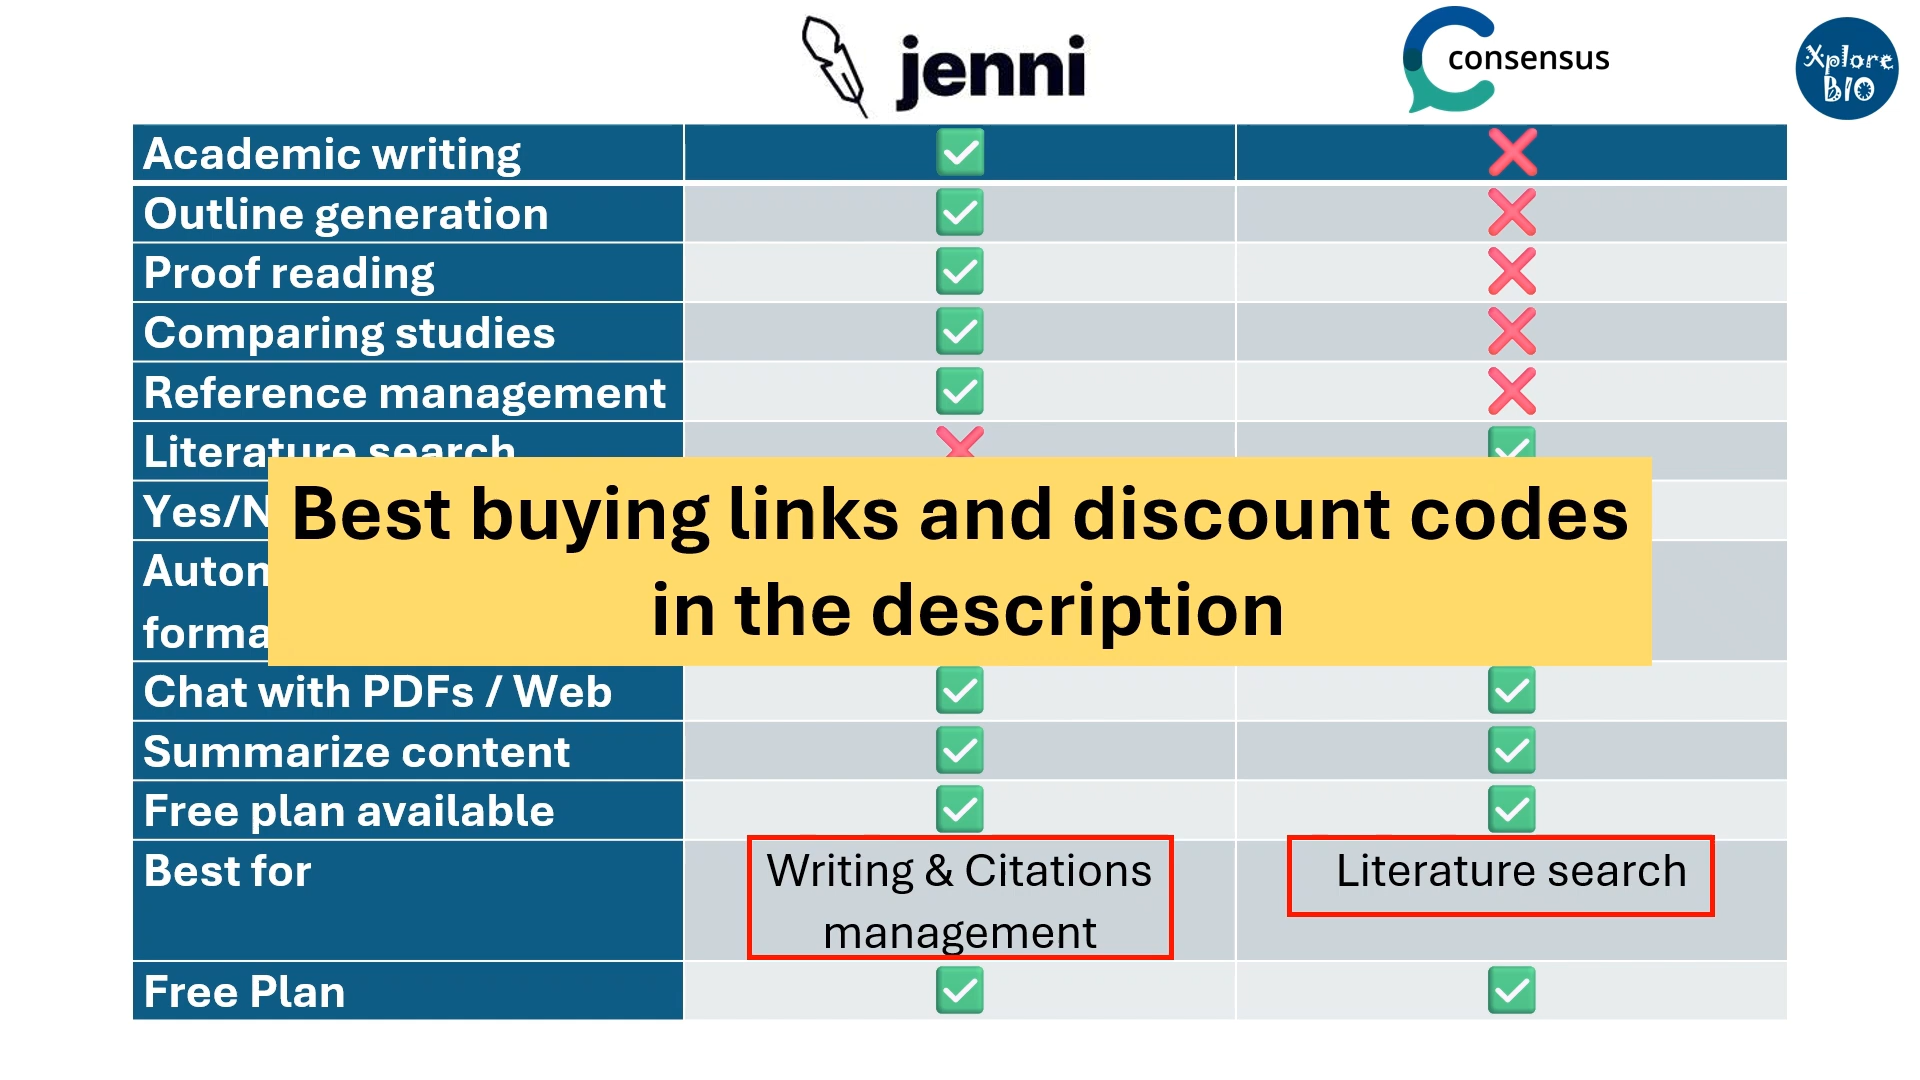 jenni
consensus
Xplore
BIO
Academic writing
Outline generation
Proof reading
Comparing studies
Reference management
Literature search
Best buying links and discount codes
in the description
Chat with PDFs / Web
Summarize content
Free plan available
Best for
Writing & Citations
management
Literature search
Free Plan